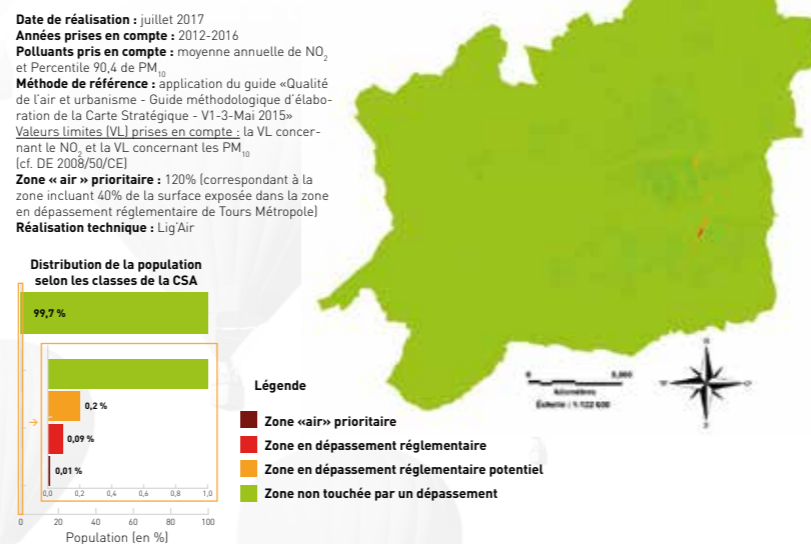 Date de réalisation : juillet 2017
Années prises en compte : 2012-2016
Polluants pris en compte : moyenne annuelle de NO2
et Percentile 90,4 de PM10
Méthode de référence : application du guide «Qualité
de l'air et urbanisme - Guide méthodologique d'élabo-
ration de la Carte Stratégique - V1-3-Mai 2015»
Valeurs limites (VL) prises en compte : la VL concer-
nant le NO2 et la VL concernant les PM10
(cf. DE 2008/50/CE)
Zone « air » prioritaire : 120% (correspondant à la
zone incluant 40% de la surface exposée dans la zone
en dépassement réglementaire de Tours Métropole)
Réalisation technique : Lig'Air
Distribution de la population
selon les classes de la CSA
99,7 %
0,2 %
0,09 %
0,01 %
0,0 0,2 0,4 0,6 0,8 1,0
0 20 40 60 80 100
Population (en %)
Légende
Zone «air» prioritaire
Zone en dépassement réglementaire
Zone en dépassement réglementaire potentiel
Zone non touchée par un dépassement
0 5,000
kilomètres
Échelle : 1:122 600